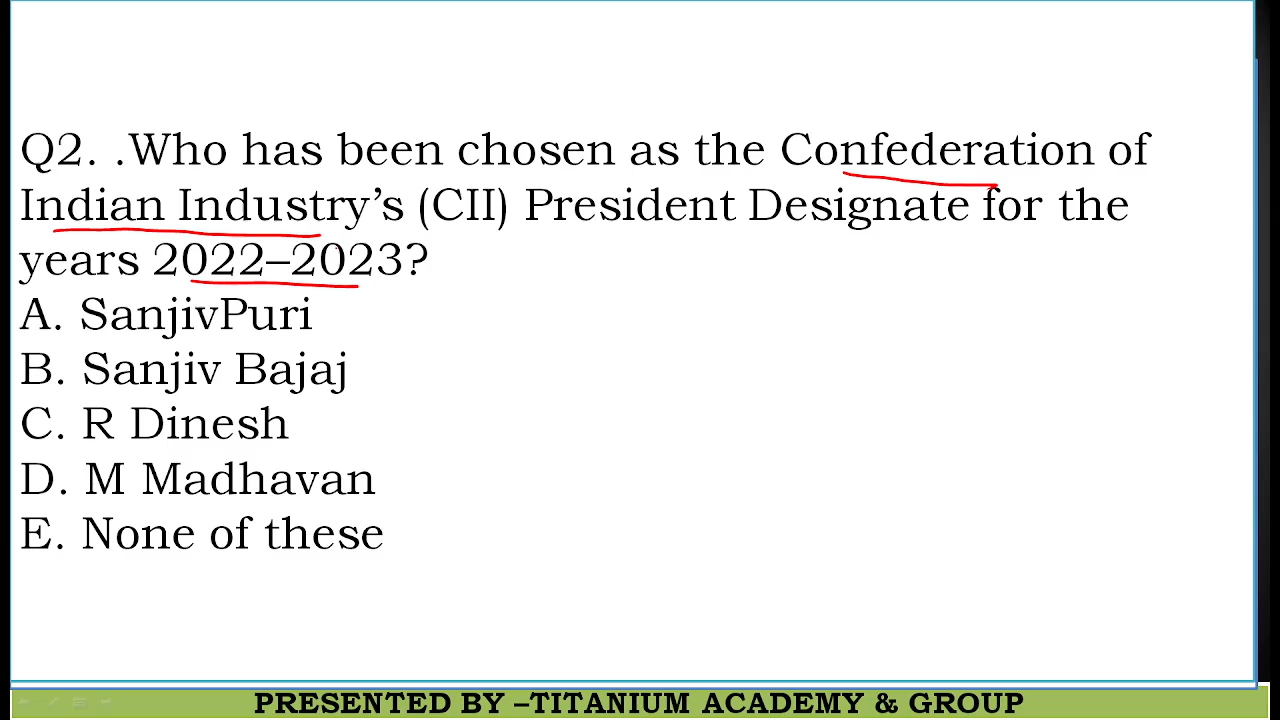 Q2. .Who has been chosen as the Confederation of
Indian Industry’s (CII) President Designate for the
years 2022–2023?
A. SanjivPuri
B. Sanjiv Bajaj
C. R Dinesh
D. M Madhavan
E. None of these
PRESENTED BY –TITANIUM ACADEMY & GROUP